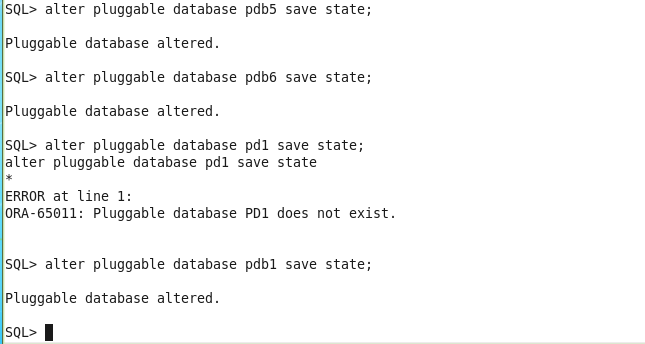 SQL> alter pluggable database pdb5 save state;
Pluggable database altered.
SQL> alter pluggable database pdb6 save state;
Pluggable database altered.
SQL> alter pluggable database pd1 save state;
alter pluggable database pd1 save state
*
ERROR at line 1:
ORA-65011: Pluggable database PD1 does not exist.
SQL> alter pluggable database pdb1 save state;
Pluggable database altered.
SQL>